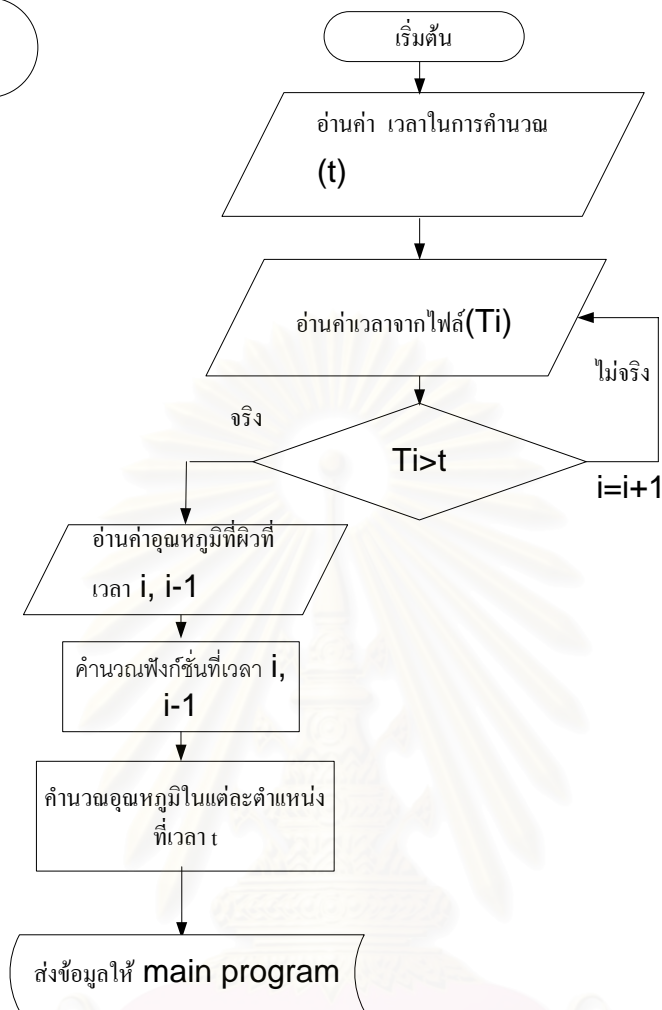 เริ่มต้น
อ่านค่า เวลาในการคำนวณ
(t)
อ่านค่าเวลาจากไฟล์(Ti)
ไม่จริง
จริง
Ti>t
i=i+1
อ่านค่าอุณหภูมิที่ผิวที่
เวลา i, i-1
คำนวณฟังก์ชั่นที่เวลา i,
i-1
คำนวณอุณหภูมิในแต่ละตำแหน่ง
ที่เวลา t
ส่งข้อมูลให้ main program